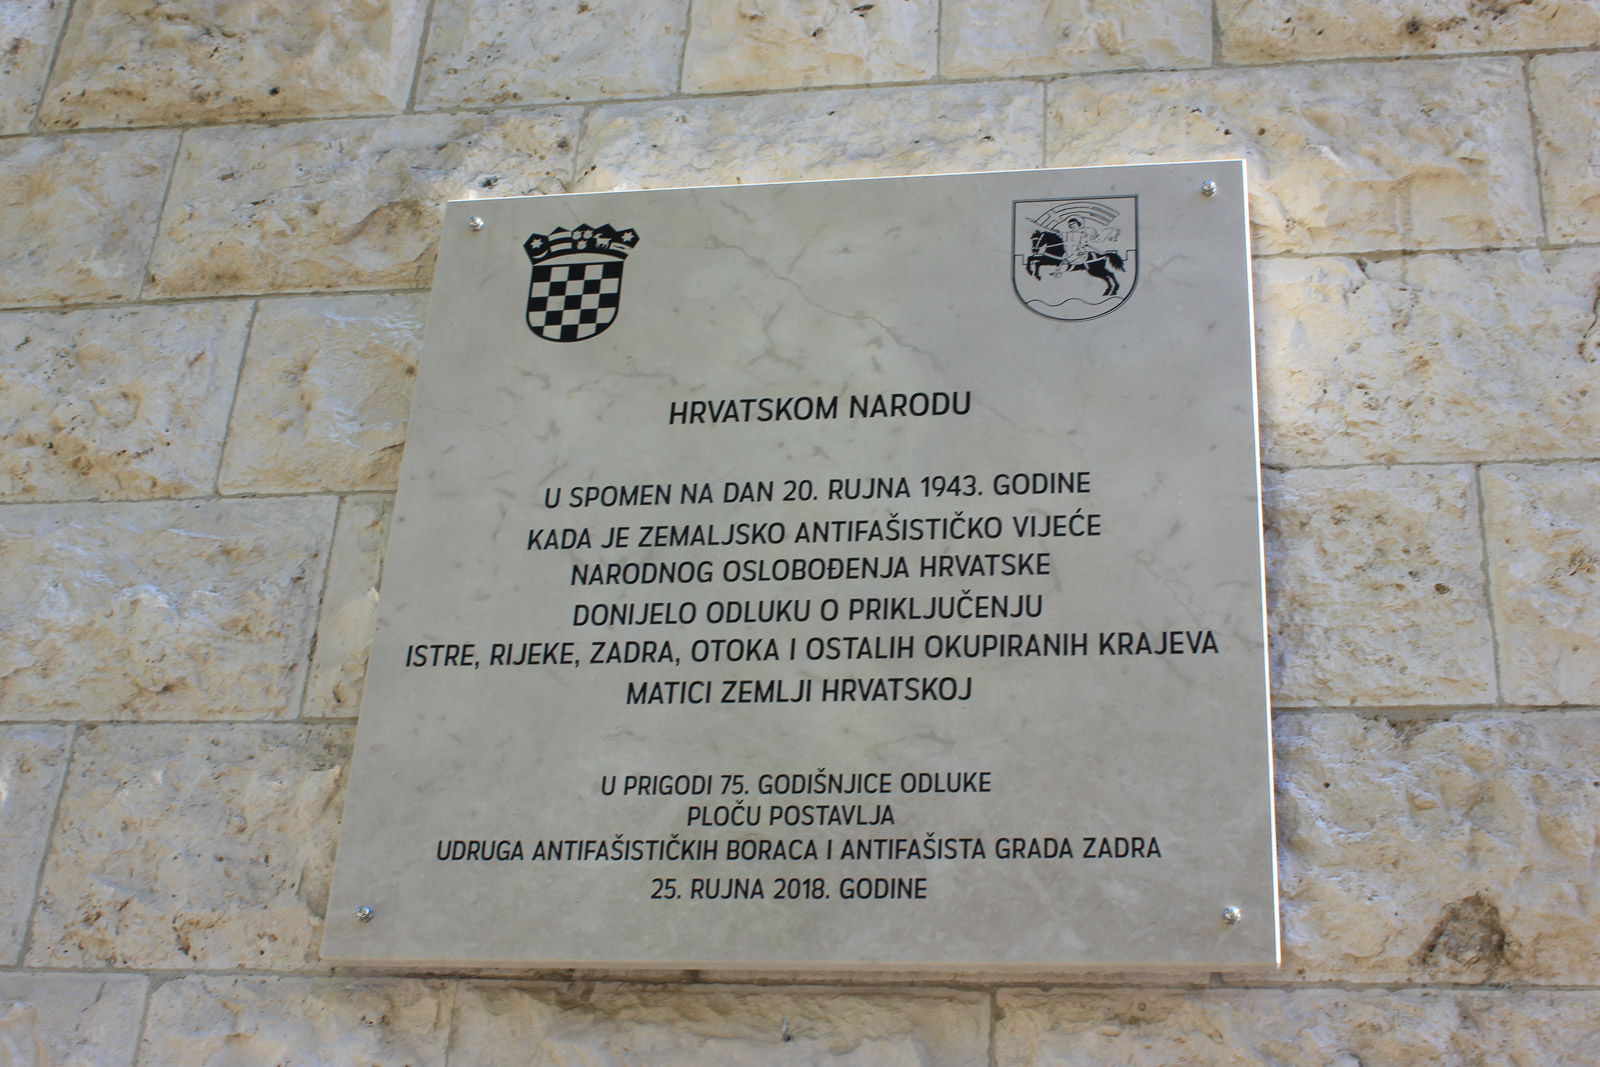 HRVATSKOM NARODU
U SPOMEN NA DAN 20. RUJNA 1943. GODINE
KADA JE ZEMALJSKO ANTIFAŠISTIČKO VIJEĆE
NARODNOG OSLOBOĐENJA HRVATSKE
DONIJELO ODLUKU O PRIKLJUČENJU
ISTRE, RIJEKE, ZADRA, OTOKA I OSTALIH OKUPIRANIH KRAJEVA
MATICI ZEMLJI HRVATSKOJ
U PRIGODI 75. GODIŠNJICE ODLUKE
PLOČU POSTAVLJA
UDRUGA ANTIFAŠISTIČKIH BORACA I ANTIFAŠISTA GRADA ZADRA
25. RUJNA 2018. GODINE